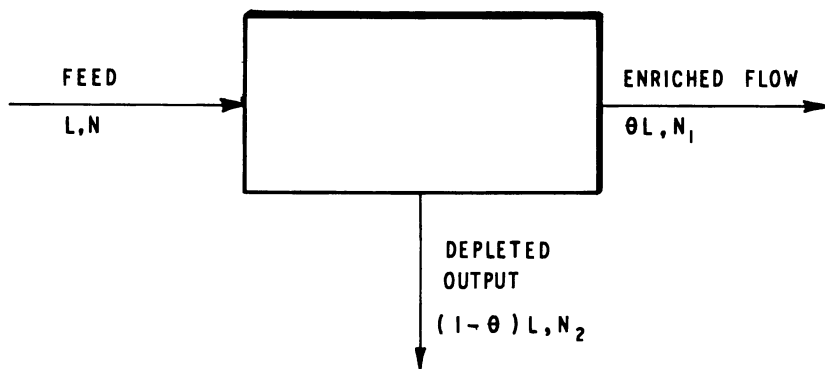 FEED
L,N
ENRICHED FLOW
θL,N₁
DEPLETED
OUTPUT
(1-θ)L,N₂